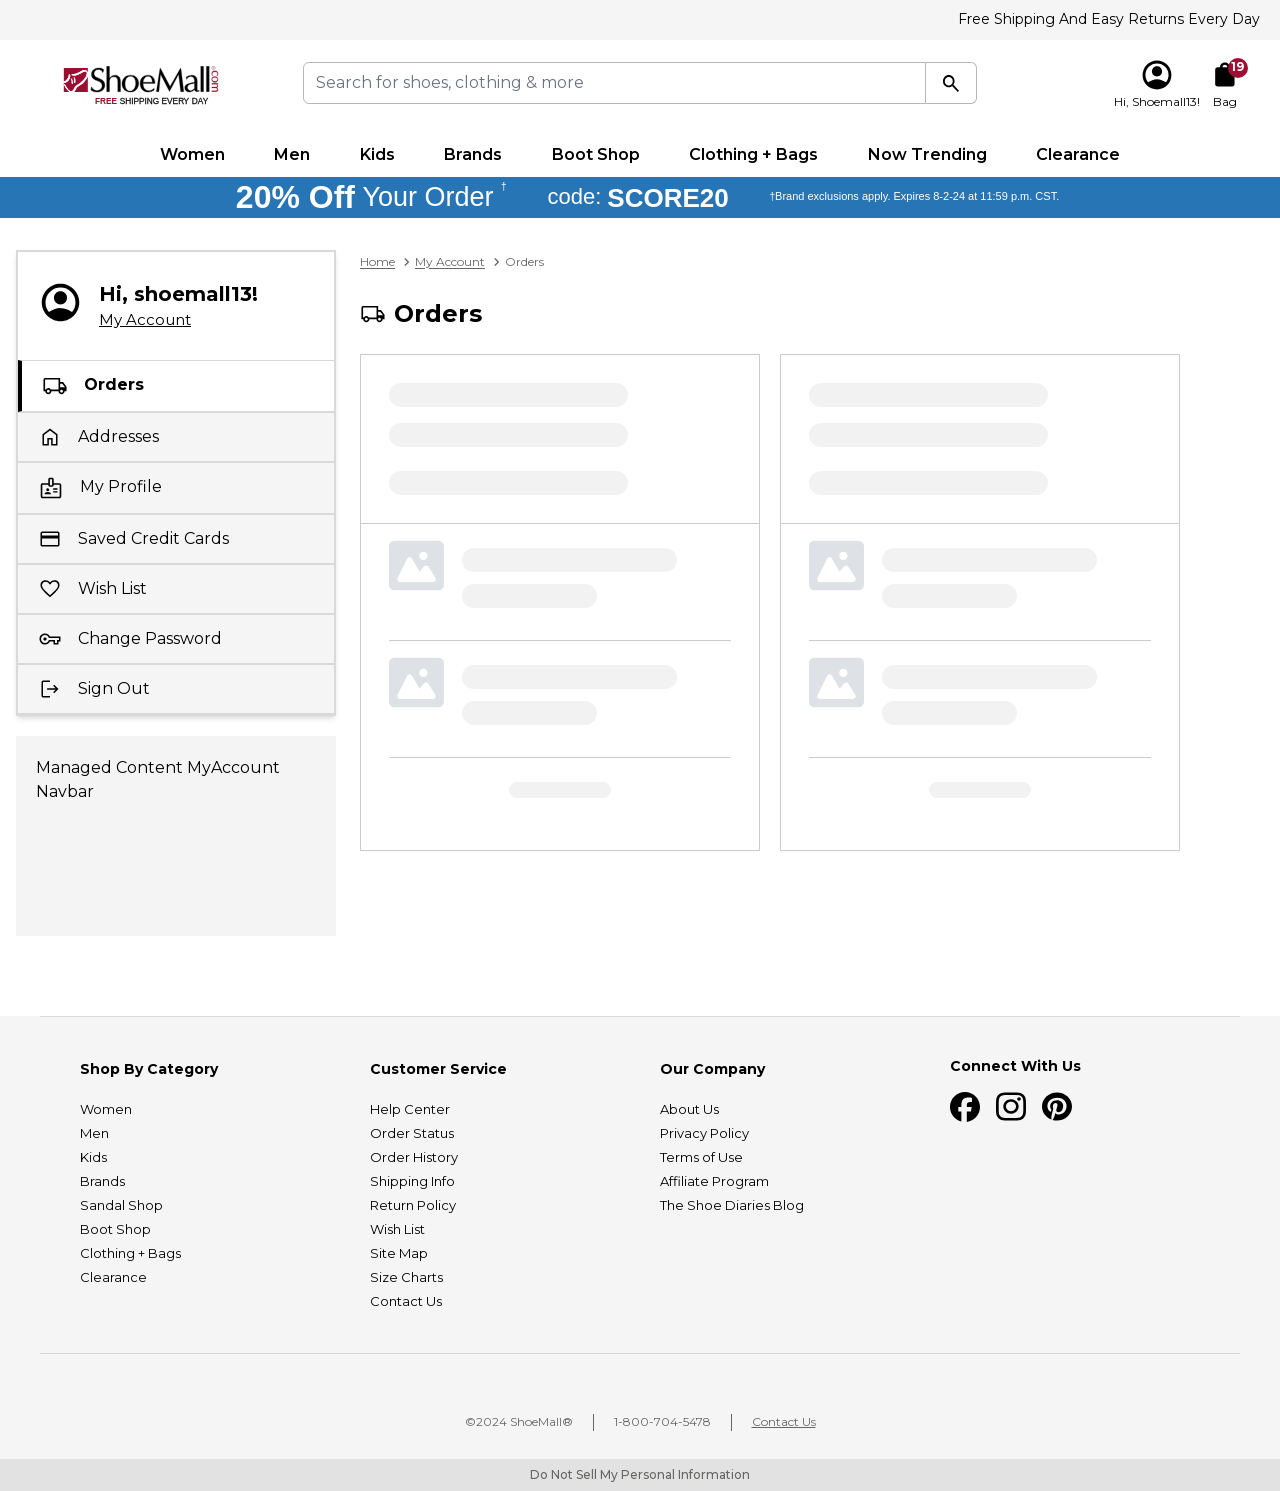 Free Shipping And Easy Returns Every Day
ShoeMall.com
®
FREE SHIPPING EVERY DAY
Search for shoes, clothing & more
Hi, Shoemall13!
19
Bag
Women Men Kids Brands Boot Shop Clothing + Bags Now Trending Clearance
20% Off Your Order † code: SCORE20 †Brand exclusions apply. Expires 8-2-24 at 11:59 p.m. CST.
Hi, shoemall13!
My Account
Orders
Addresses
My Profile
Saved Credit Cards
Wish List
Change Password
Sign Out
Managed Content MyAccount
Navbar
Home > My Account > Orders
Orders
Shop By Category
Women
Men
Kids
Brands
Sandal Shop
Boot Shop
Clothing + Bags
Clearance
Customer Service
Help Center
Order Status
Order History
Shipping Info
Return Policy
Wish List
Site Map
Size Charts
Contact Us
Our Company
About Us
Privacy Policy
Terms of Use
Affiliate Program
The Shoe Diaries Blog
Connect With Us
©2024 ShoeMall® | 1-800-704-5478 | Contact Us
Do Not Sell My Personal Information